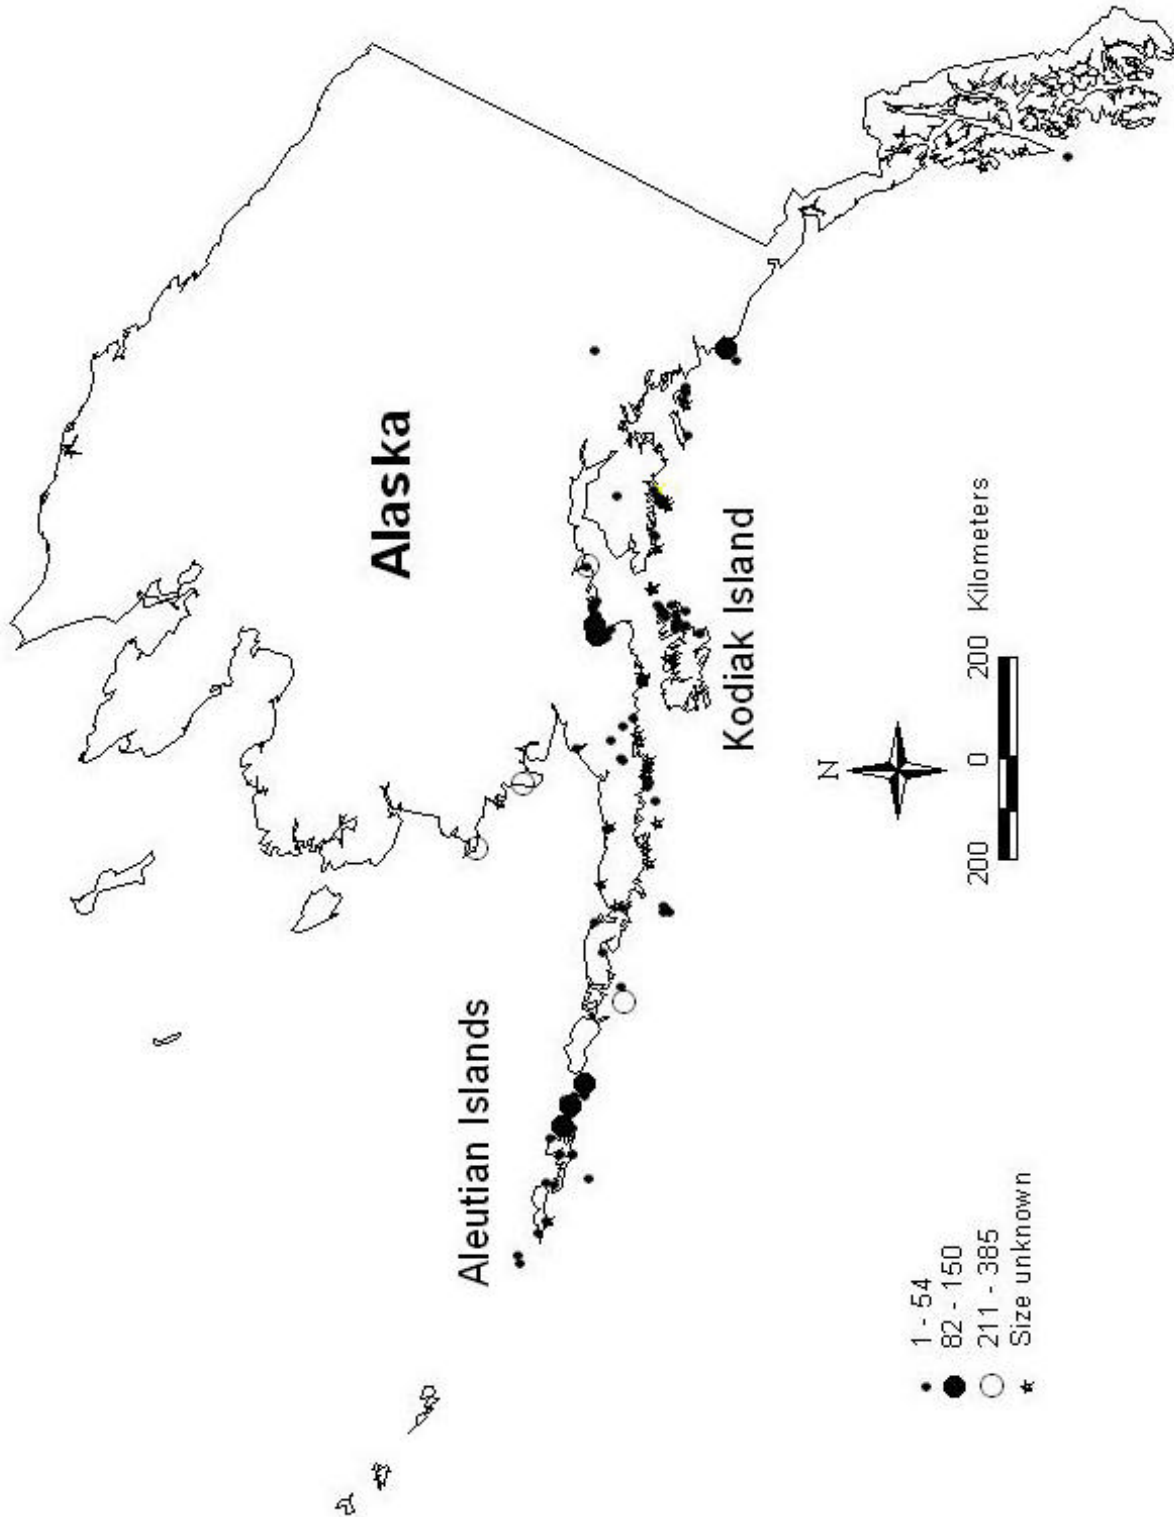 Alaska
Aleutian Islands
Kodiak Island
N
200 0 200 Kilometers
1 - 54
82 - 150
211 - 385
Size unknown